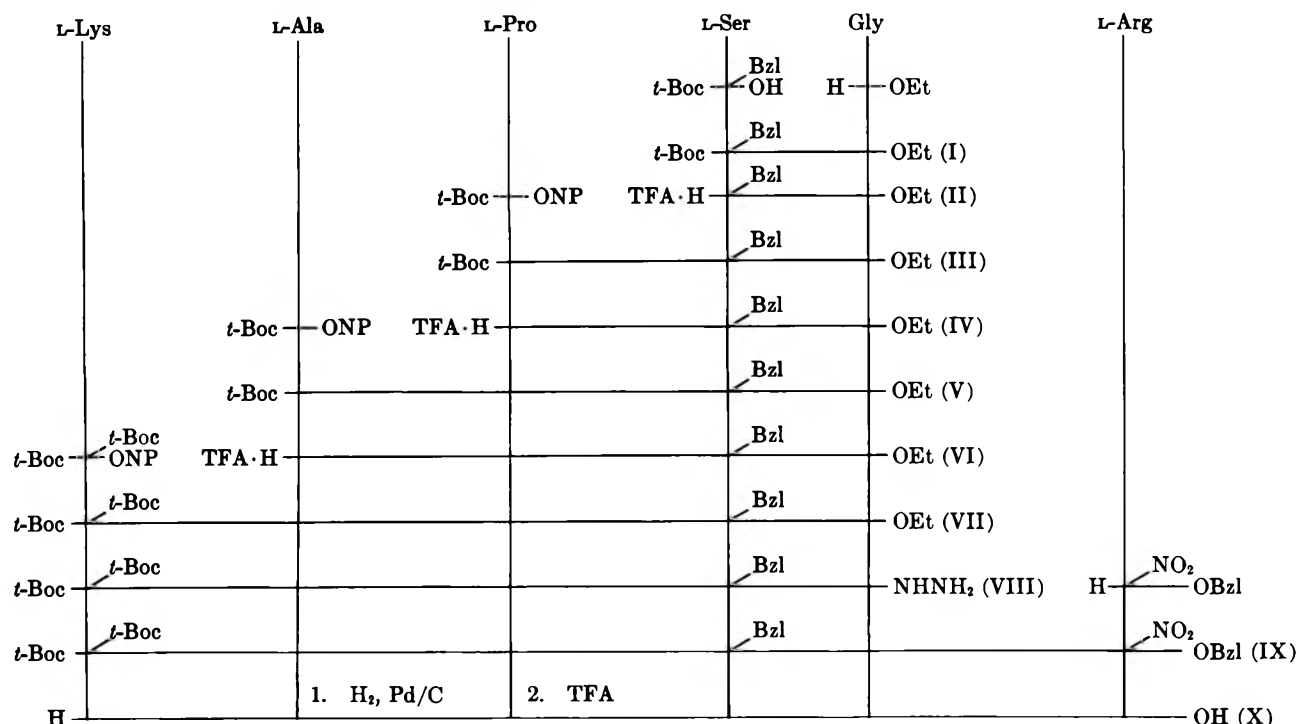 L-Lys L-Ala L-Pro L-Ser Gly L-Arg
Bzl
t-Boc OH H OEt
Bzl
t-Boc OEt (I)
Bzl
t-Boc ONP TFA·H OEt (II)
Bzl
t-Boc OEt (III)
Bzl
t-Boc ONP TFA·H OEt (IV)
Bzl
t-Boc OEt (V)
t-Boc Bzl
t-Boc ONP TFA·H OEt (VI)
t-Boc Bzl
t-Boc OEt (VII)
t-Boc Bzl NO₂
t-Boc NHNH₂ (VIII) H OBzl
t-Boc Bzl NO₂
t-Boc OBzl (IX)
1. H₂, Pd/C 2. TFA
H OH (X)